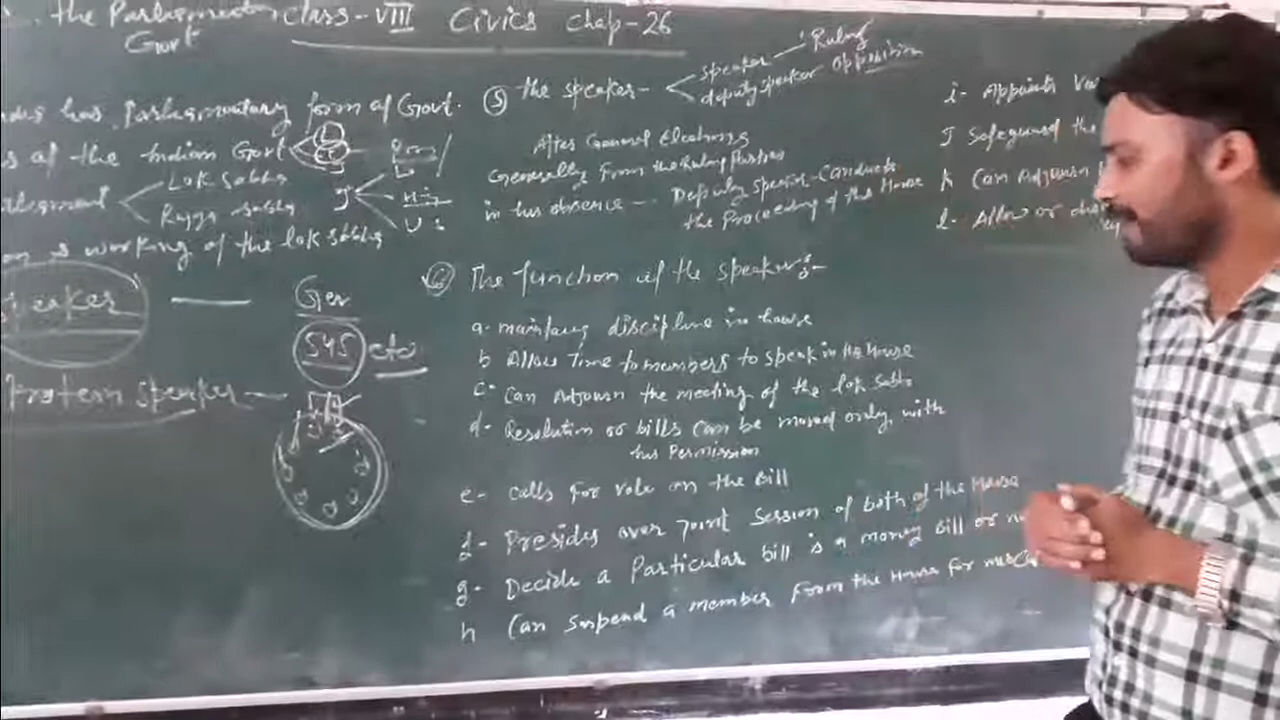 the Parliamentary class-VIII Civics Chap-26
Govt
has Parliamentary form of Govt.
of the Indian Govt
Lok Sabha
Rajya Sabha
working of the lok Sabha
Speaker
Protem Speaker
545 etc
5 the speaker-
speaker - Ruling
deputy speaker opposition
After General Elections
Generally From the Ruling Parties
in his absence - Deputy Speaker Conducts
the Proceeding of the House
6 The function of the speaker:-
a- maintains discipline in house
b Allows Time to members to speak in the House
c- Can Adjourn the meeting of the lok Sabha
d- Resolution or bills can be moved only with
his Permission
e- Calls For vote on the Bill
f- Presides over joint Session of both of the House
g- Decide a Particular bill is a money Bill or
h Can suspend a member From the House For
i- Appoints
J Safeguard the
k Can Adjourn
l- Allow or